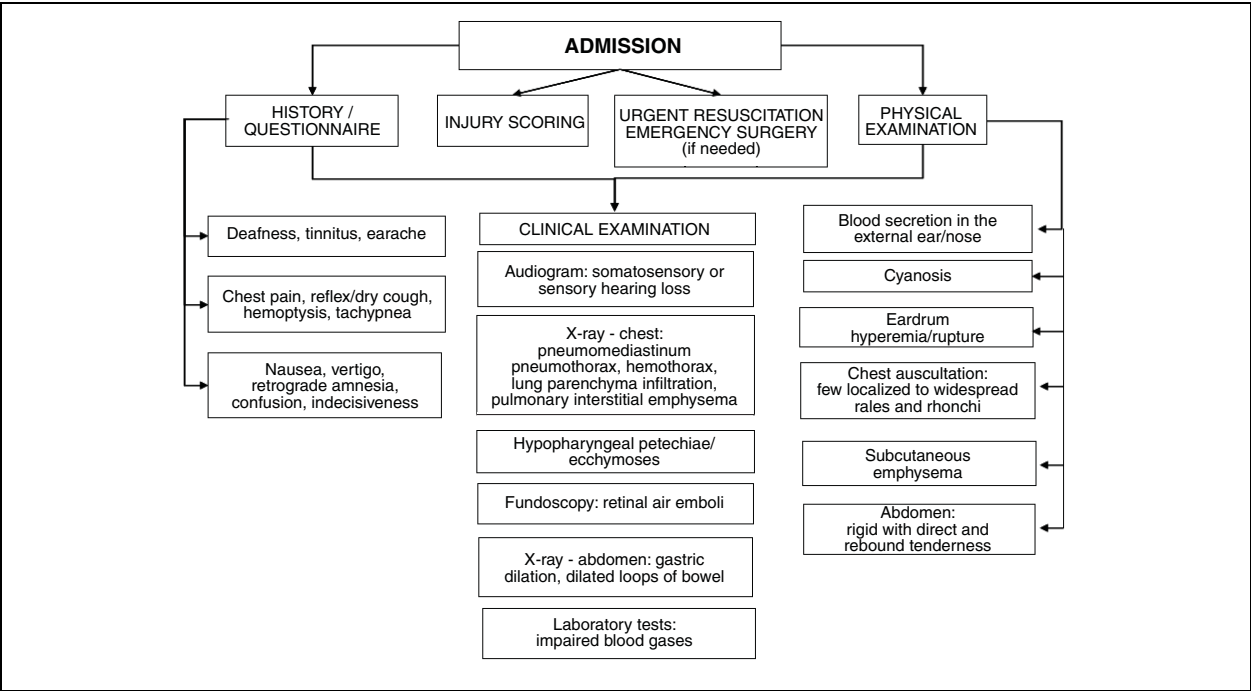 ADMISSION
HISTORY /
QUESTIONNAIRE
INJURY SCORING
URGENT RESUSCITATION
EMERGENCY SURGERY
(if needed)
PHYSICAL
EXAMINATION
Deafness, tinnitus, earache
Chest pain, reflex/dry cough,
hemoptysis, tachypnea
Nausea, vertigo,
retrograde amnesia,
confusion, indecisiveness
CLINICAL EXAMINATION
Audiogram: somatosensory or
sensory hearing loss
X-ray - chest:
pneumomediastinum
pneumothorax, hemothorax,
lung parenchyma infiltration,
pulmonary interstitial emphysema
Hypopharyngeal petechiae/
ecchymoses
Fundoscopy: retinal air emboli
X-ray - abdomen: gastric
dilation, dilated loops of bowel
Laboratory tests:
impaired blood gases
Blood secretion in the
external ear/nose
Cyanosis
Eardrum
hyperemia/rupture
Chest auscultation:
few localized to widespread
rales and rhonchi
Subcutaneous
emphysema
Abdomen:
rigid with direct and
rebound tenderness